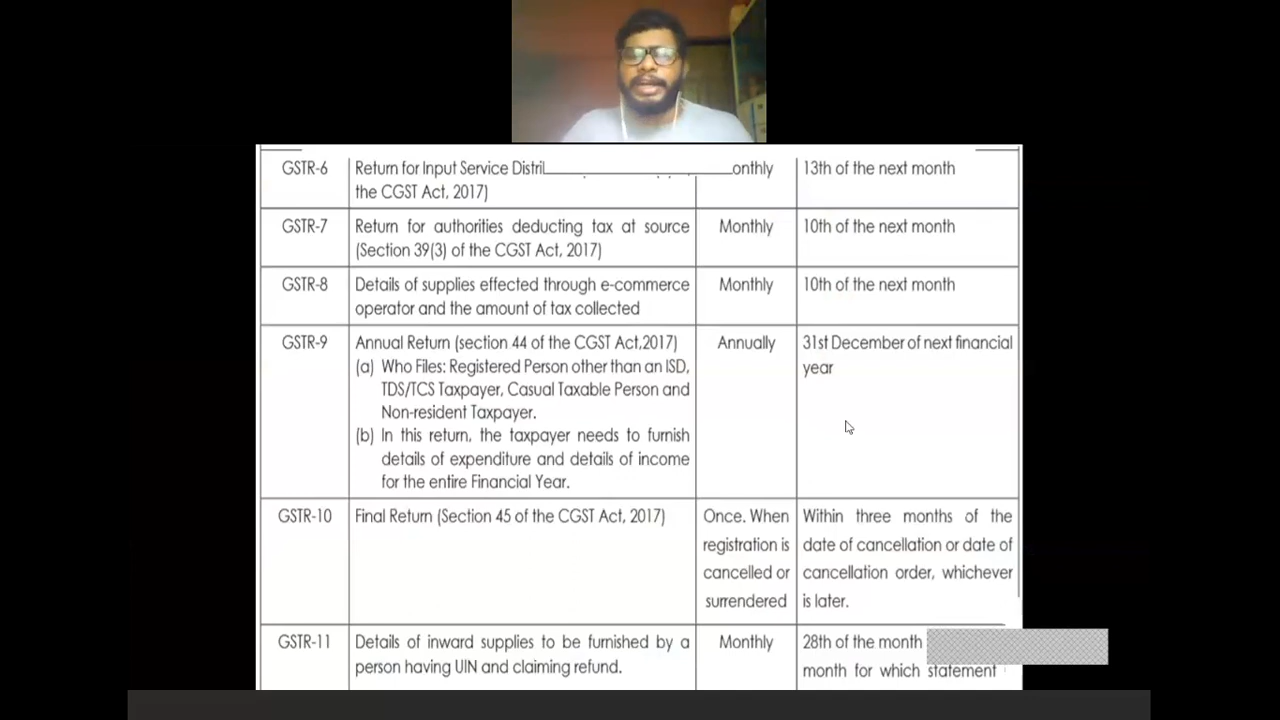 GSTR-6 Return for Input Service onthly 13th of the next month
the CGST Act, 2017)
GSTR-7 Return for authorities deducting tax at source Monthly 10th of the next month
(Section 39(3) of the CGST Act, 2017)
GSTR-8 Details of supplies effected through e-commerce Monthly 10th of the next month
operator and the amount of tax collected
GSTR-9 Annual Return (section 44 of the CGST Act,2017) Annually 31st December of next financial
year
(a) Who Files: Registered Person other than an ISD,
TDS/TCS Taxpayer, Casual Taxable Person and
Non-resident Taxpayer.
(b) In this return, the taxpayer needs to furnish
details of expenditure and details of income
for the entire Financial Year.
GSTR-10 Final Return (Section 45 of the CGST Act, 2017) Once. When Within three months of the
registration is date of cancellation or date of
cancelled or cancellation order, whichever
surrendered is later.
GSTR-11 Details of inward supplies to be furnished by a Monthly 28th of the month
person having UIN and claiming refund. month for which statement